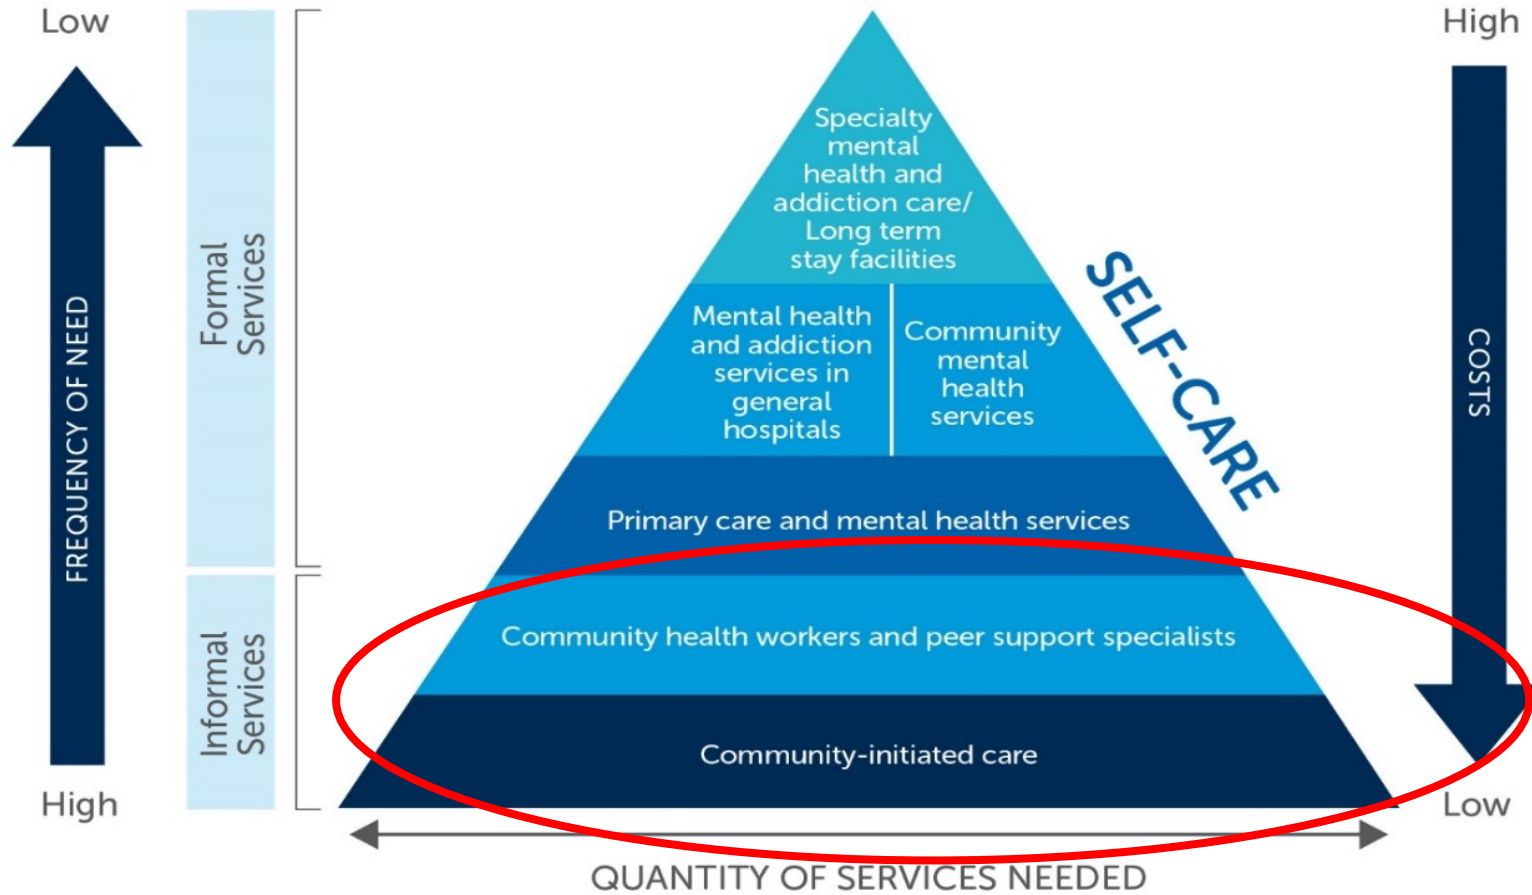 Low
High
FREQUENCY OF NEED
Formal
Services
Informal
Services
Specialty
mental
health and
addiction care/
Long term
stay facilities
Mental health
and addiction
services in
general
hospitals
Community
mental
health
services
Primary care and mental health services
Community health workers and peer support specialists
Community-initiated care
SELF-CARE
COSTS
High
Low
QUANTITY OF SERVICES NEEDED